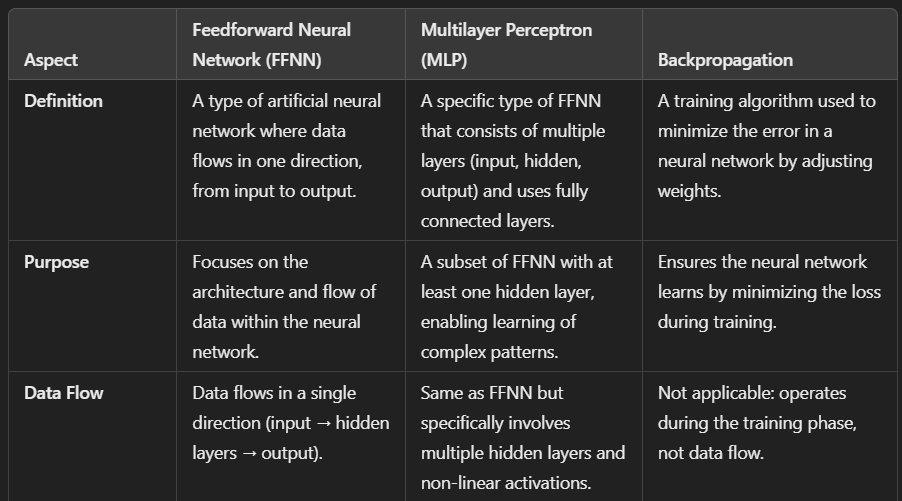 Aspect
Feedforward Neural
Network (FFNN)
Multilayer Perceptron
(MLP)
Backpropagation
Definition
A type of artificial neural
network where data
flows in one direction,
from input to output.
A specific type of FFNN
that consists of multiple
layers (input, hidden,
output) and uses fully
connected layers.
A training algorithm used to
minimize the error in a
neural network by adjusting
weights.
Purpose
Focuses on the
architecture and flow of
data within the neural
network.
A subset of FFNN with at
least one hidden layer,
enabling learning of
complex patterns.
Ensures the neural network
learns by minimizing the loss
during training.
Data Flow
Data flows in a single
direction (input → hidden
layers → output).
Same as FFNN but
specifically involves
multiple hidden layers and
non-linear activations.
Not applicable: operates
during the training phase,
not data flow.